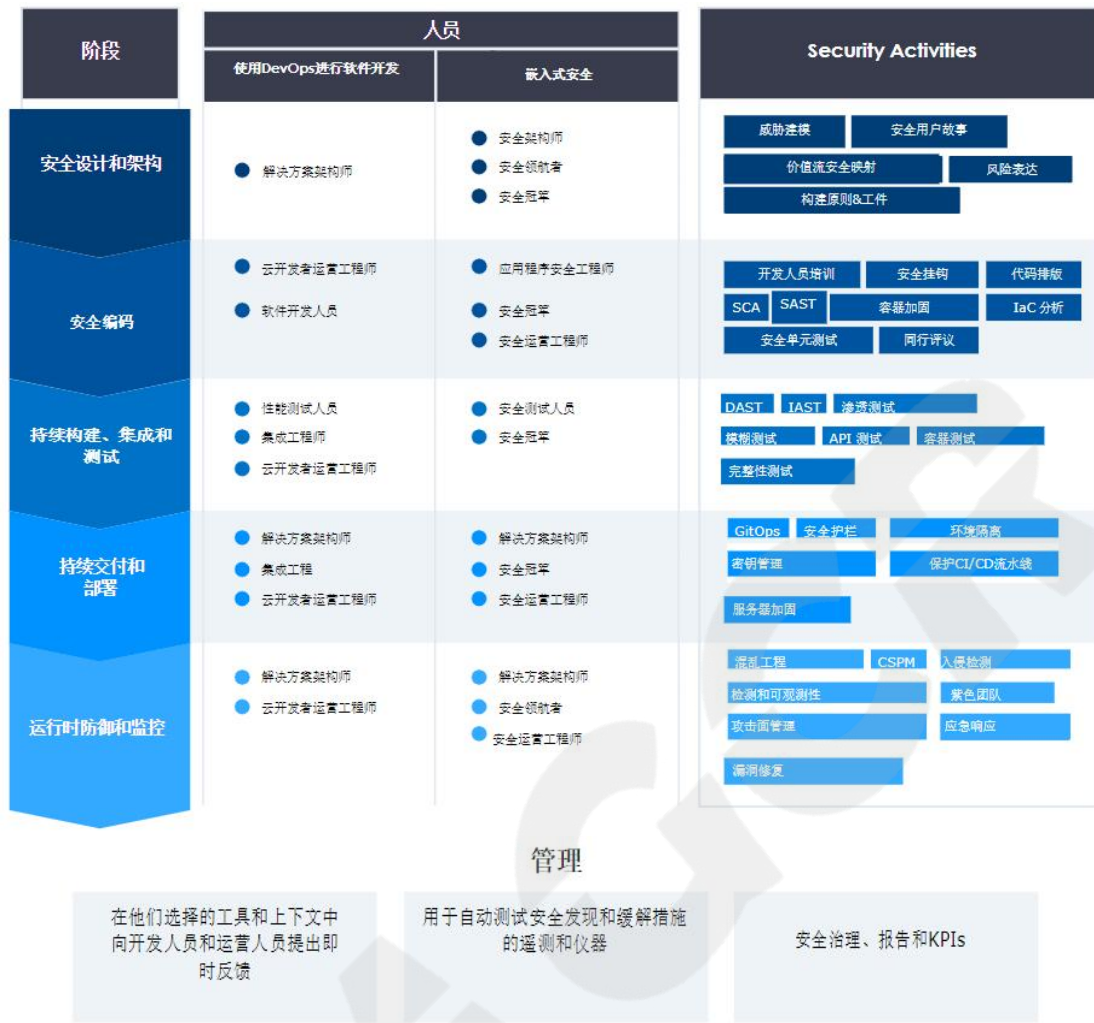 阶段
人员
使用DevOps进行软件开发
嵌入式安全
Security Activities
安全设计和架构
解决方案架构师
安全架构师
安全领航者
安全冠军
威胁建模 安全用户故事
价值流安全映射 风险表达
构建原则&工件
安全编码
云开发者运营工程师
软件开发人员
应用程序安全工程师
安全冠军
安全运营工程师
开发人员培训 安全挂钩 代码排版
SCA SAST 容器加固 IaC 分析
安全单元测试 同行评议
持续构建、集成和
测试
性能测试人员
集成工程师
云开发者运营工程师
安全测试人员
安全冠军
DAST IAST 渗透测试
模糊测试 API 测试 容器测试
完整性测试
持续交付和
部署
解决方案架构师
集成工程
云开发者运营工程师
解决方案架构师
安全冠军
安全运营工程师
GitOps 安全护栏 环境隔离
密钥管理 保护CI/CD流水线
服务器加固
运行时防御和监控
解决方案架构师
云开发者运营工程师
解决方案架构师
安全领航者
安全运营工程师
混乱工程 CSPM 入侵检测
检测和可观测性 紫色团队
攻击面管理 应急响应
漏洞修复
管理
在他们选择的工具和上下文中
向开发人员和运营人员提出即
时反馈
用于自动测试安全发现和缓解措施
的遥测和仪器
安全治理、报告和KPIs